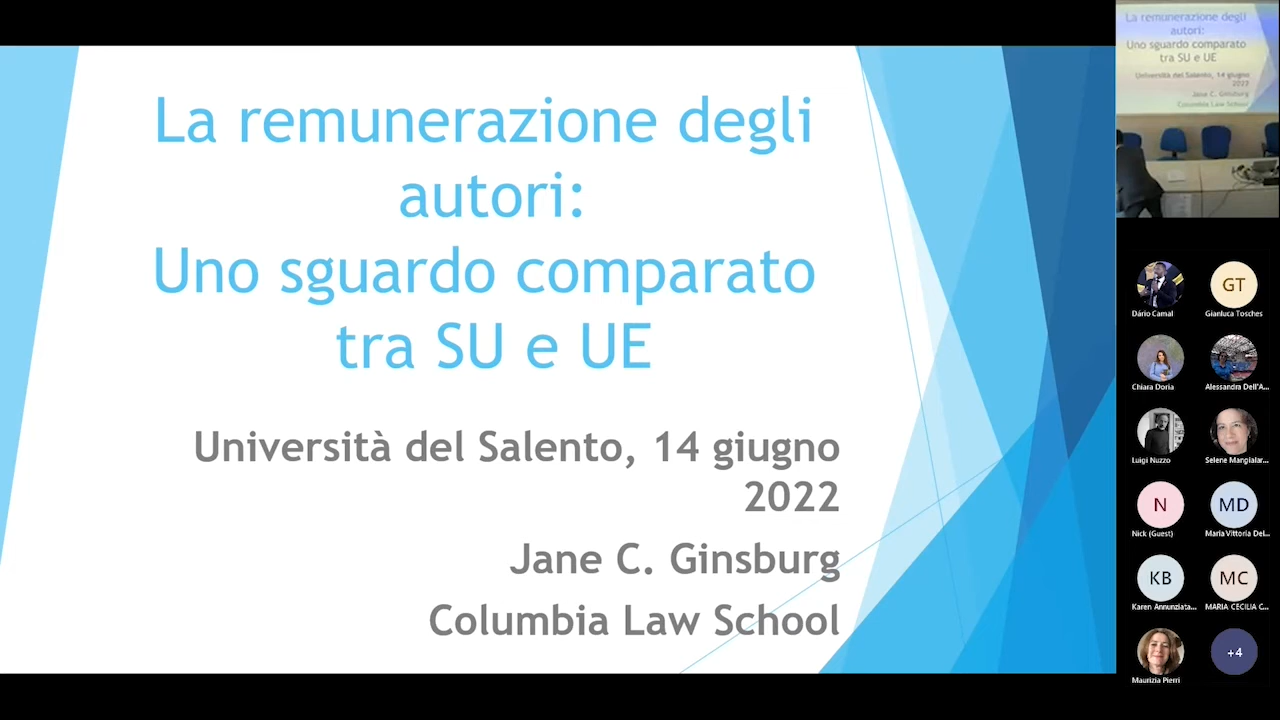 La remunerazione degli
autori:
Uno sguardo comparato
tra SU e UE
Università del Salento, 14 giugno
2022
Jane C. Ginsburg
Columbia Law School
La remunerazione degli
autori:
Uno sguardo comparato
tra SU e UE
Università del Salento, 14 giugno
2022
Jane C. Ginsburg
Columbia Law School
Dário Camal
GT
Gianluca Tosches
Chiara Doria
Alessandra Dell'A...
Luigi Nuzzo
Selene Mangialar...
N
Nick (Guest)
MD
Maria Vittoria Del...
KB
Karen Annunziata...
MC
MARIA CECILIA C...
Maurizia Pierri
+4